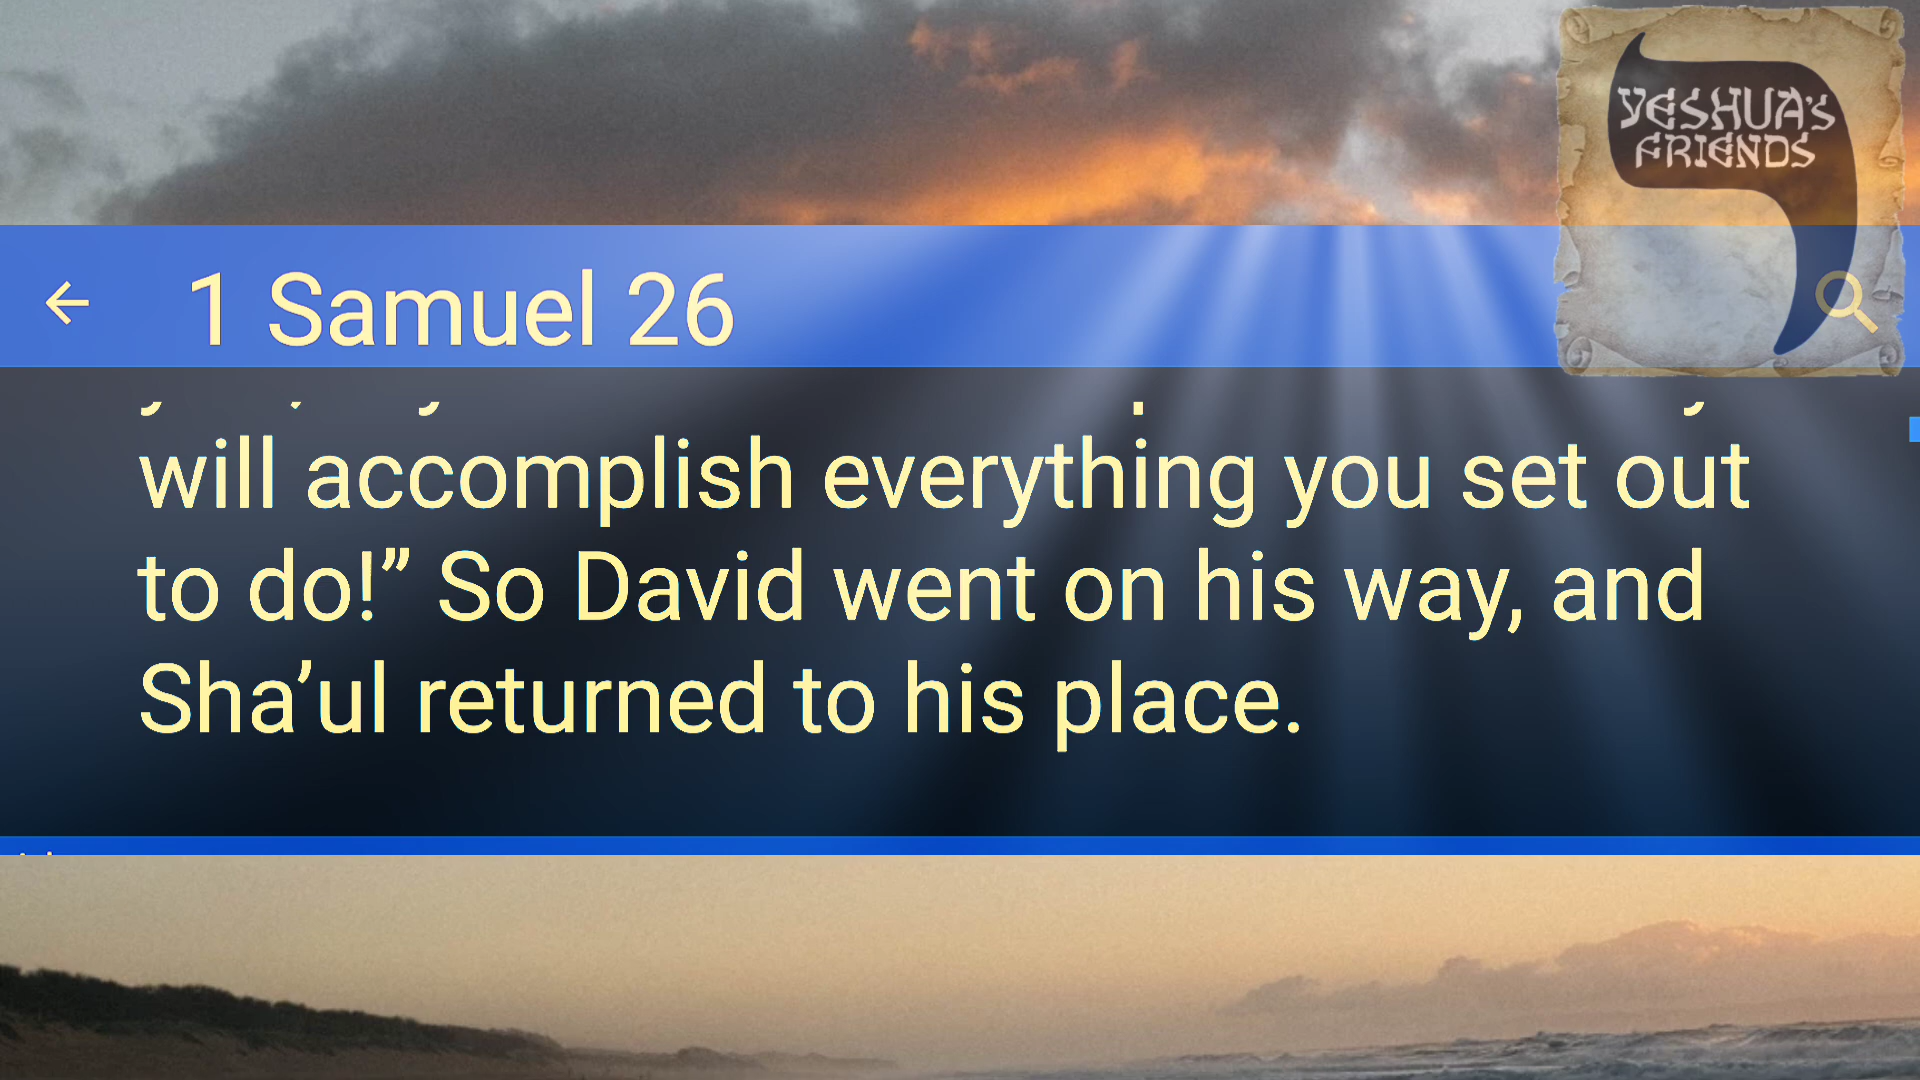 YESHUA's
FRIENDS
1 Samuel 26
will accomplish everything you set out
to do!” So David went on his way, and
Sha’ul returned to his place.